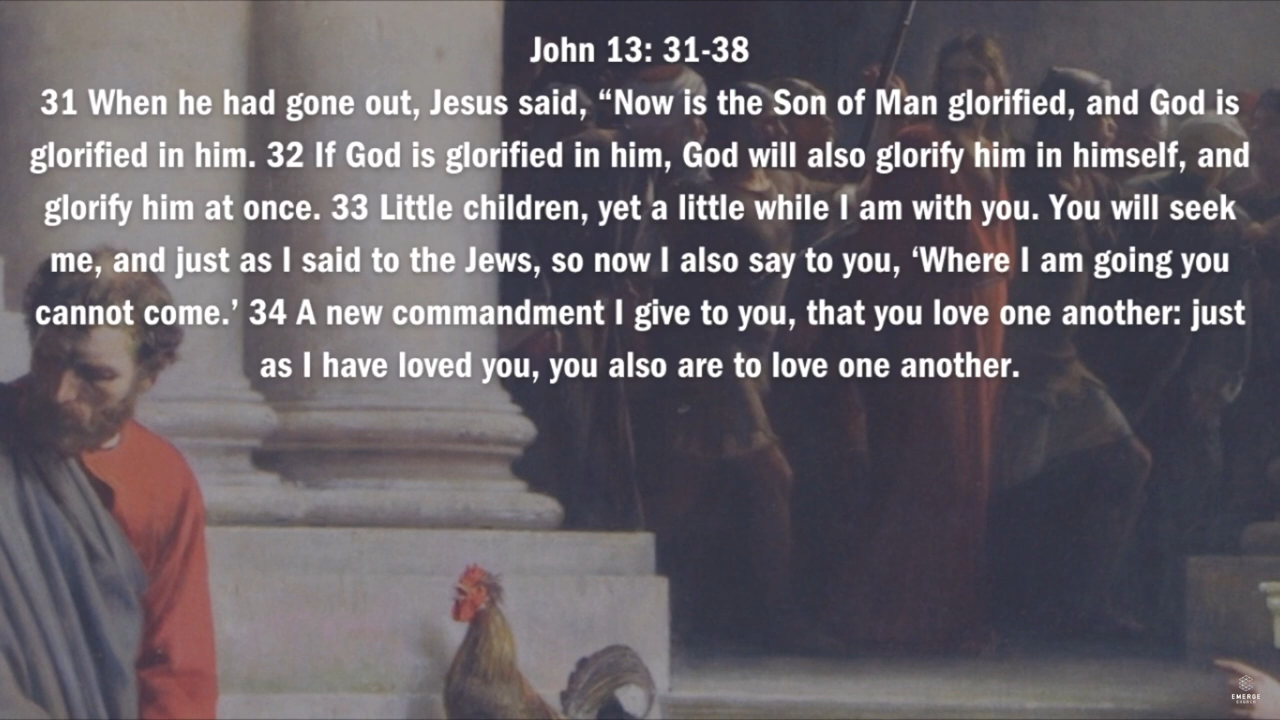 John 13: 31-38
31 When he had gone out, Jesus said, “Now is the Son of Man glorified, and God is
glorified in him. 32 If God is glorified in him, God will also glorify him in himself, and
glorify him at once. 33 Little children, yet a little while I am with you. You will seek
me, and just as I said to the Jews, so now I also say to you, ‘Where I am going you
cannot come.’ 34 A new commandment I give to you, that you love one another: just
as I have loved you, you also are to love one another.
EMERGE
CHURCH